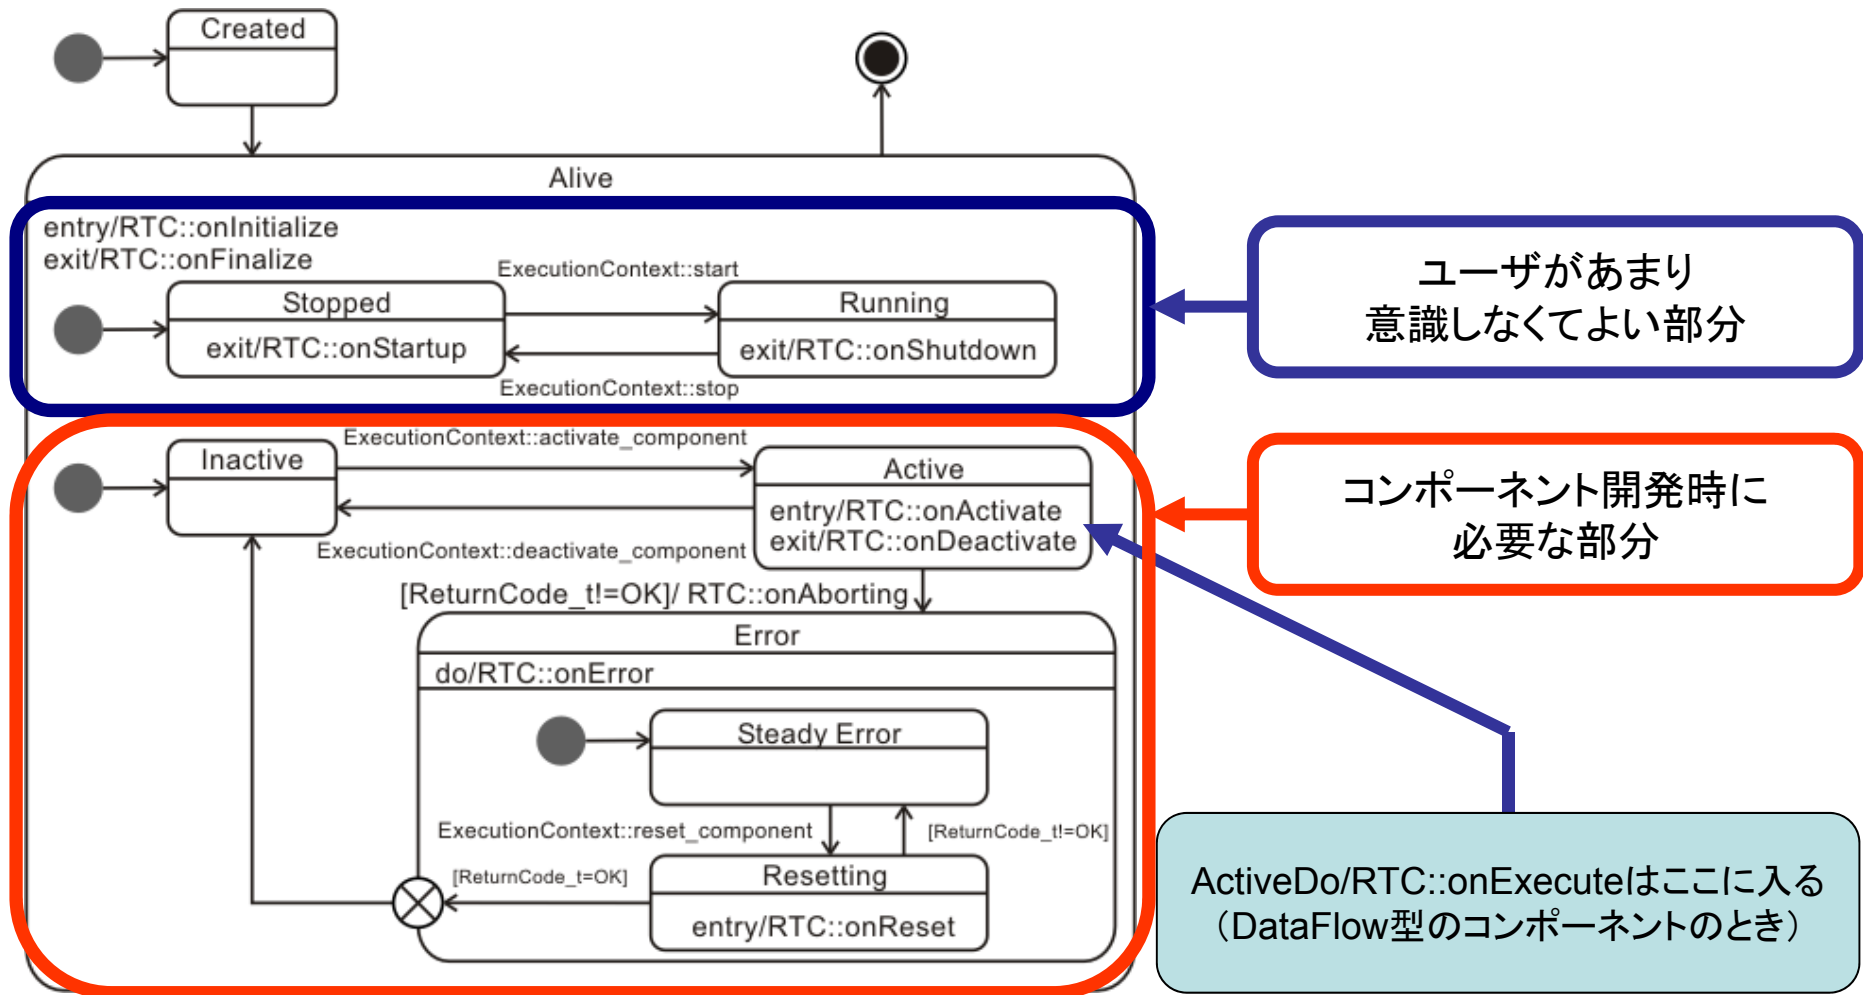 Created
Alive
entry/RTC::onInitialize
exit/RTC::onFinalize
ExecutionContext::start
Stopped
exit/RTC::onStartup
Running
exit/RTC::onShutdown
ExecutionContext::stop
ユーザがあまり
意識しなくてよい部分
ExecutionContext::activate_component
Inactive
Active
entry/RTC::onActivate
exit/RTC::onDeactivate
ExecutionContext::deactivate_component
コンポーネント開発時に
必要な部分
[ReturnCode_t!=OK]/ RTC::onAborting
Error
do/RTC::onError
Steady Error
ExecutionContext::reset_component
[ReturnCode_t!=OK]
[ReturnCode_t=OK]
Resetting
entry/RTC::onReset
ActiveDo/RTC::onExecuteはここに入る
（DataFlow型のコンポーネントのとき）